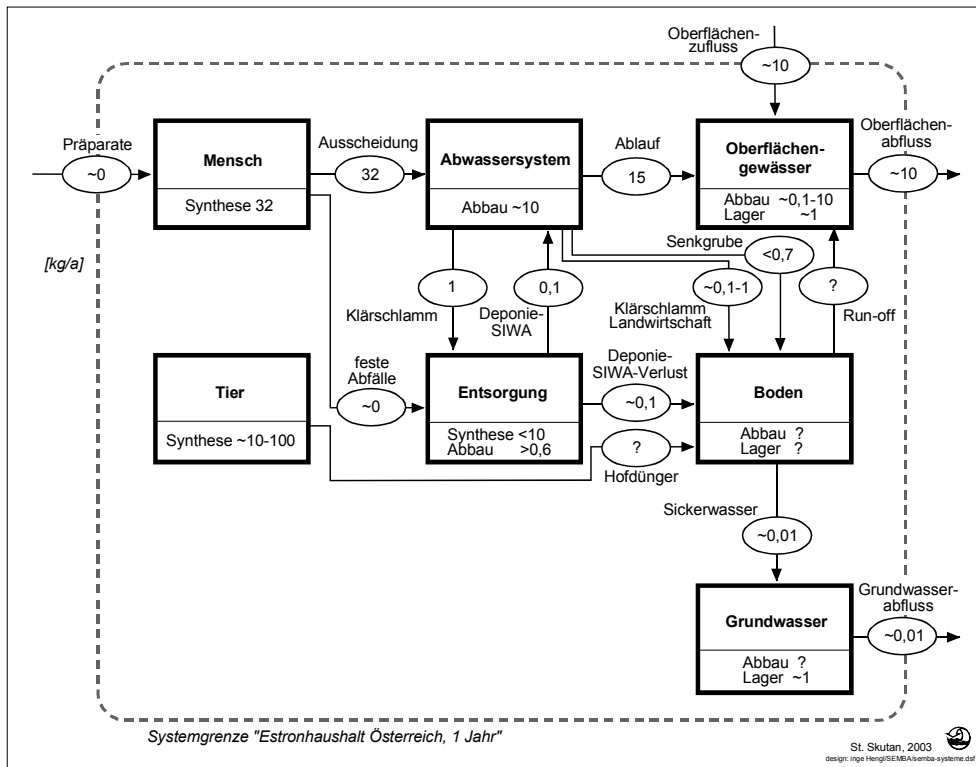 Oberflächen-
zufluss
~10
Präparate
~0
Mensch
Synthese 32
Ausscheidung
32
Abwassersystem
Abbau ~10
Ablauf
15
Oberflächen-
gewässer
Abbau ~0,1-10
Lager ~1
Oberflächen-
abfluss
~10
[kg/a]
1
Klärschlamm
0,1
Deponie-
SIWA
Senkgrube
<0,7
~0,1-1
Klärschlamm
Landwirtschaft
?
Run-off
Tier
Synthese ~10-100
feste
Abfälle
~0
Entsorgung
Synthese <10
Abbau >0,6
Deponie-
SIWA-Verlust
~0,1
?
Hofdünger
Boden
Abbau ?
Lager ?
Sickerwasser
~0,01
Grundwasser
Abbau ?
Lager ~1
Grundwasser-
abfluss
~0,01
Systemgrenze "Estronhaushalt Österreich, 1 Jahr"
St. Skutan, 2003
design: inge Hengl/SEMBA/semba-systeme.dsf